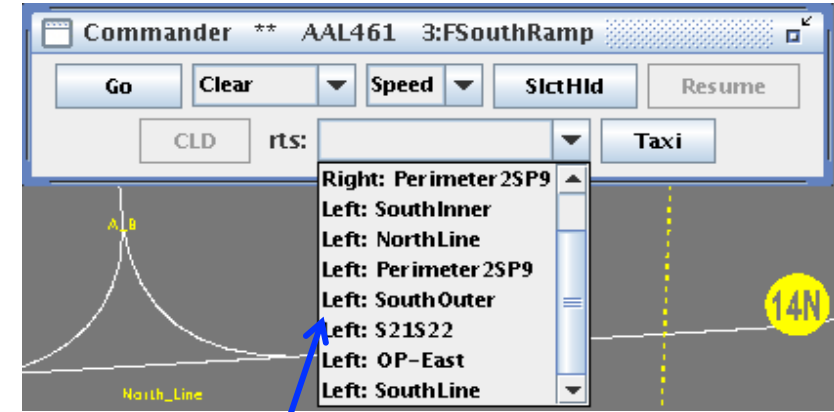 Commander ** AAL461 3:FSouthRamp
Go Clear Speed SlctHld Resume
CLD rts: Taxi
Right: Perimeter2SP9
Left: SouthInner
Left: NorthLine
Left: Perimeter2SP9
Left: SouthOuter
Left: S21S22
Left: OP-East
Left: SouthLine
A_B
14N
North_Line